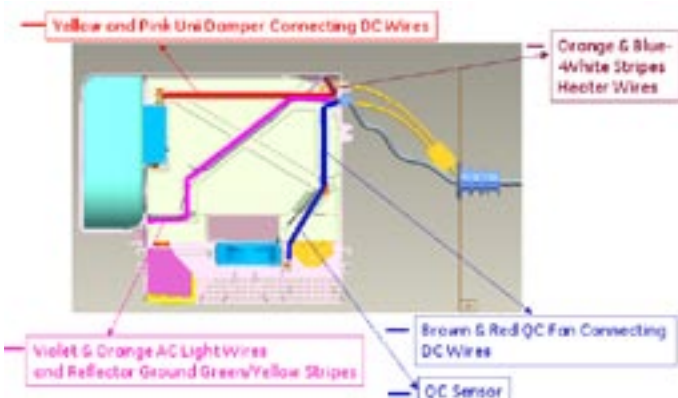 Yellow and Pink Uni Damper Connecting DC Wires
Orange & Blue-
4White Stripes
Heater Wires
Brown & Red QC Fan Connecting
DC Wires
Violet & Orange AC Light Wires
and Reflector Ground Green/Yellow Stripes
QC Sensor